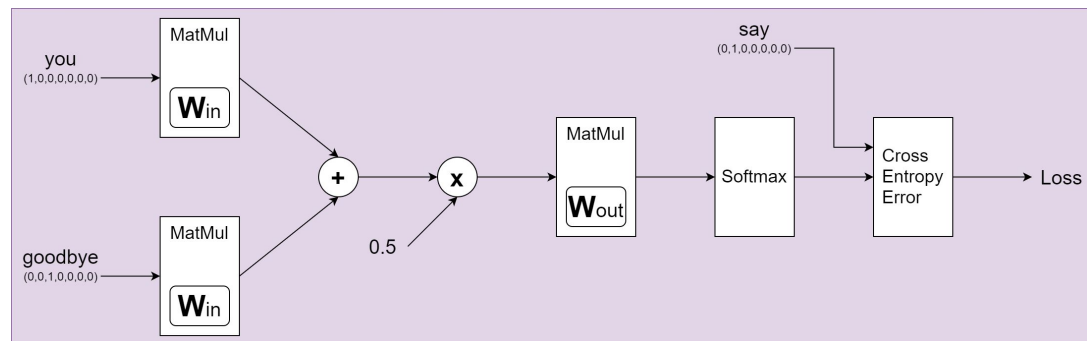 you
(1,0,0,0,0,0,0)
MatMul
Win
goodbye
(0,0,1,0,0,0,0)
MatMul
Win
+
x
0.5
MatMul
Wout
Softmax
say
(0,1,0,0,0,0,0)
Cross
Entropy
Error
Loss